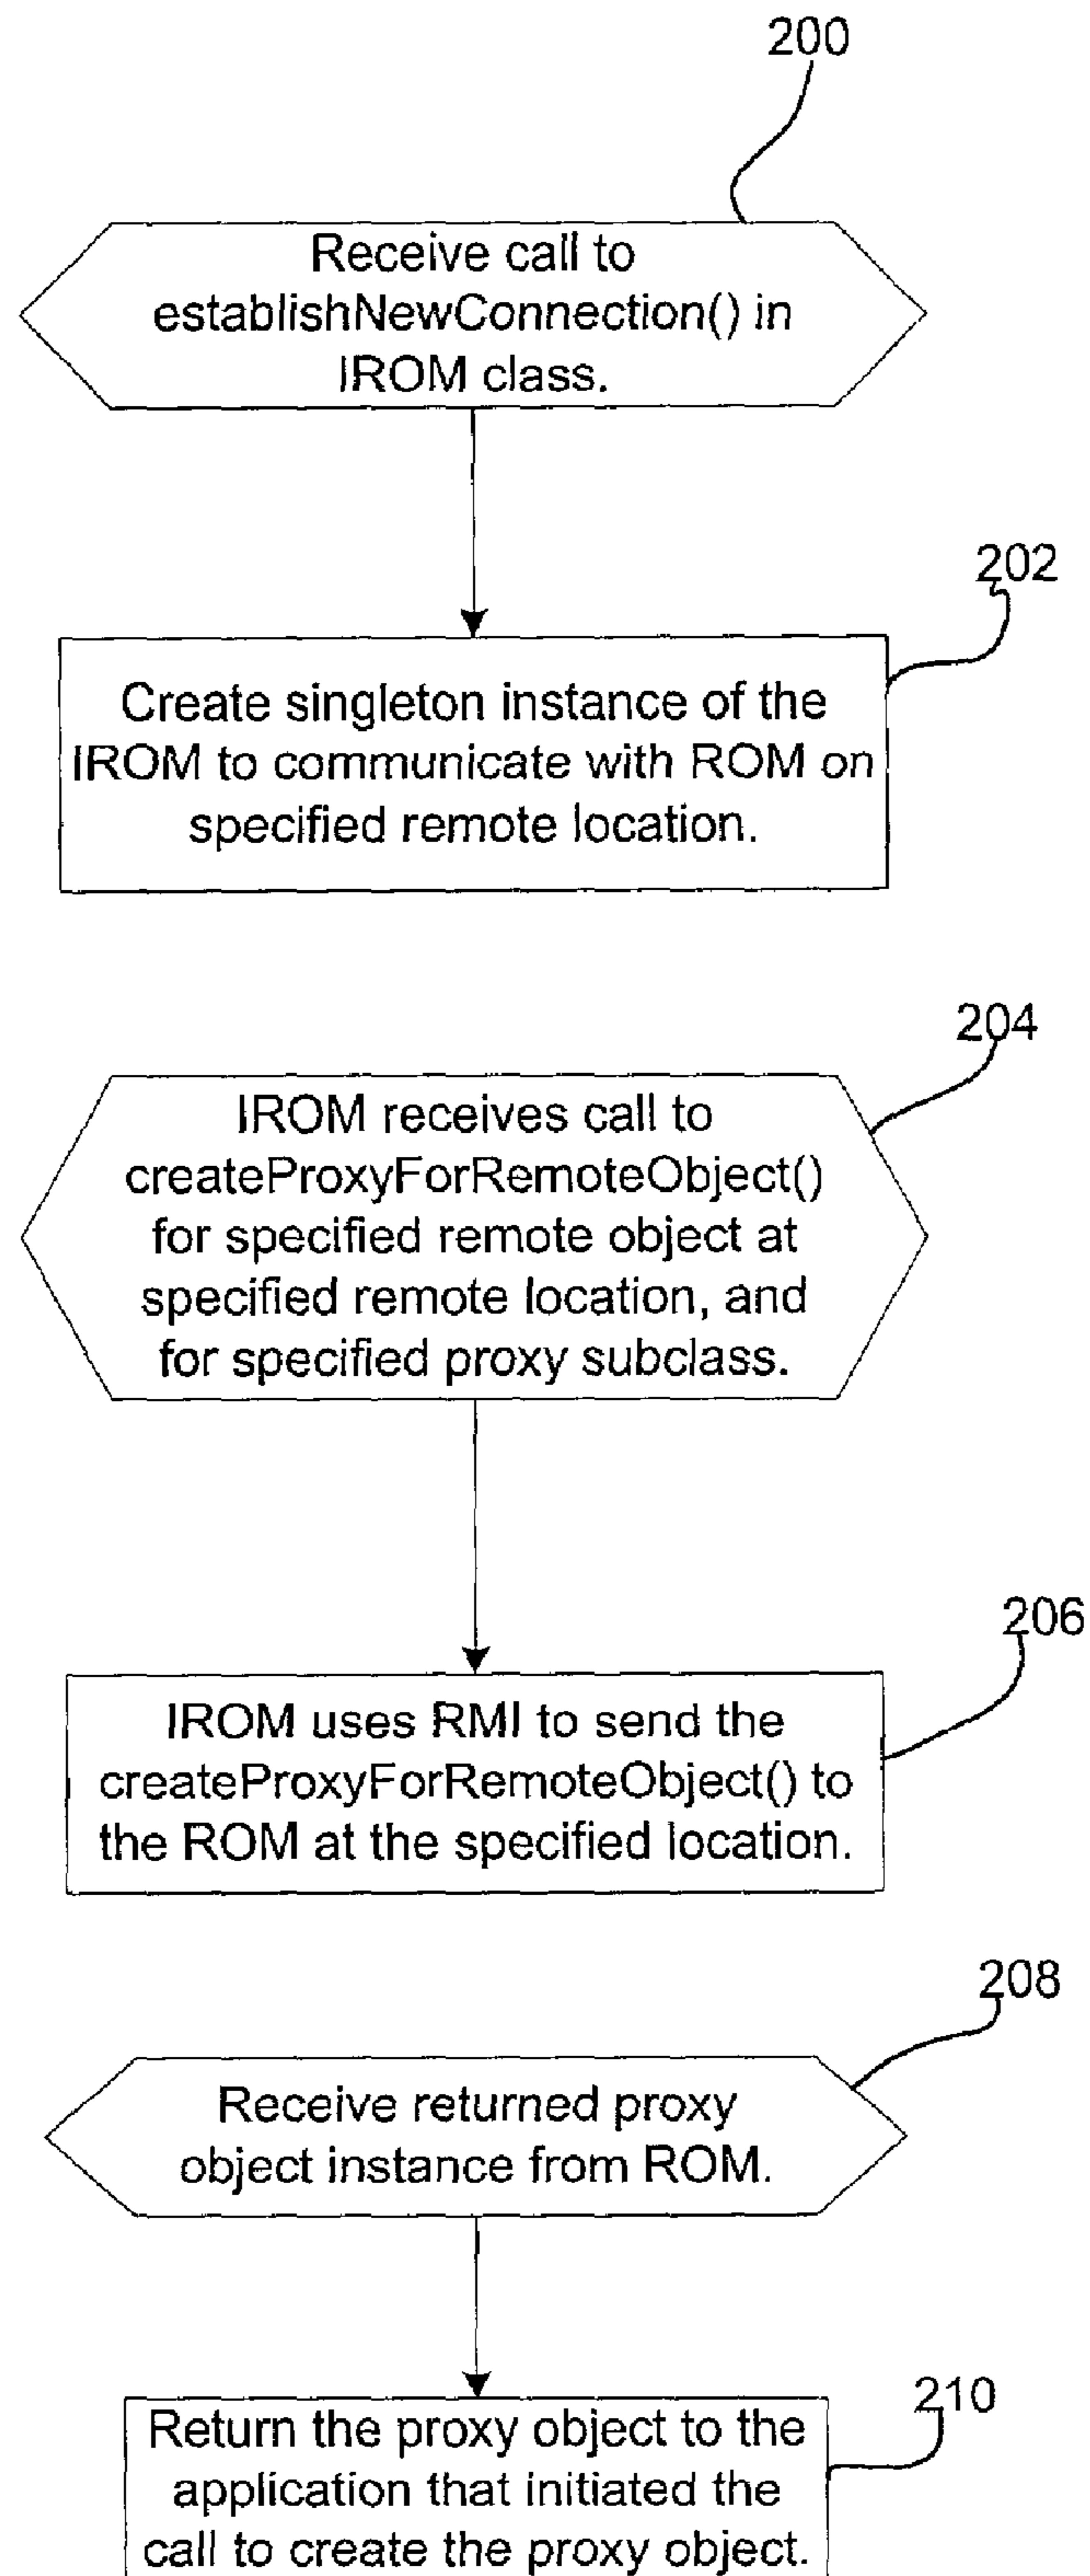 200
Receive call to
establishNewConnection() in
IROM class.
202
Create singleton instance of the
IROM to communicate with ROM on
specified remote location.
204
IROM receives call to
createProxyForRemoteObject()
for specified remote object at
specified remote location, and
for specified proxy subclass.
206
IROM uses RMI to send the
createProxyForRemoteObject() to
the ROM at the specified location.
208
Receive returned proxy
object instance from ROM.
210
Return the proxy object to the
application that initiated the
call to create the proxy object.